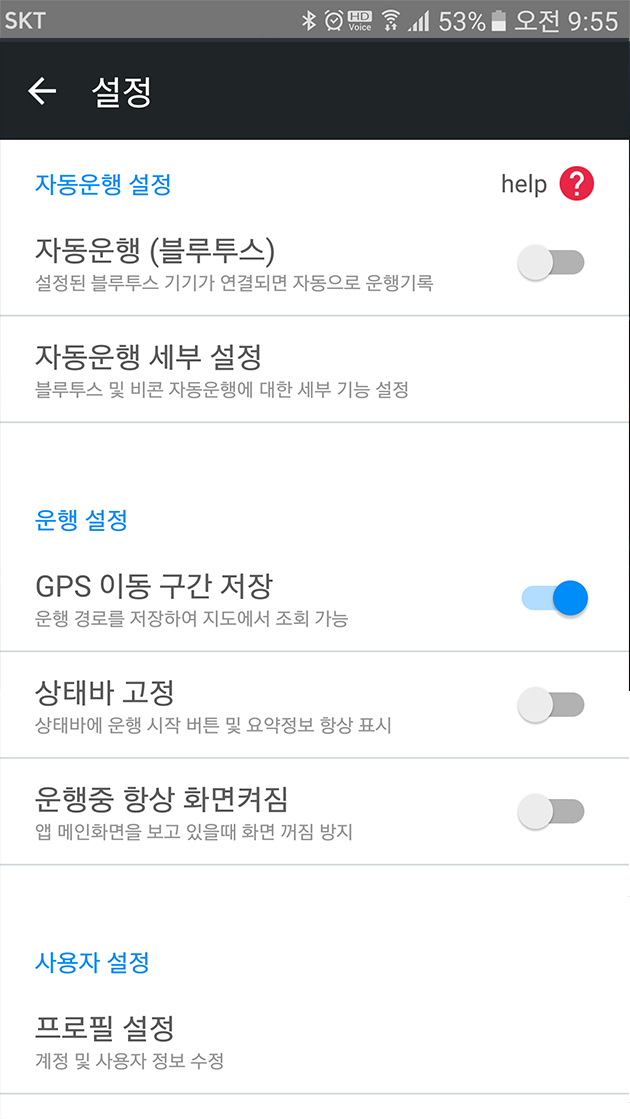 SKT HD Voice 53% 오전 9:55
설정
자동운행 설정 help ?
자동운행 (블루투스)
설정된 블루투스 기기가 연결되면 자동으로 운행기록
자동운행 세부 설정
블루투스 및 비콘 자동운행에 대한 세부 기능 설정
운행 설정
GPS 이동 구간 저장
운행 경로를 저장하여 지도에서 조회 가능
상태바 고정
상태바에 운행 시작 버튼 및 요약정보 항상 표시
운행중 항상 화면켜짐
앱 메인화면을 보고 있을때 화면 꺼짐 방지
사용자 설정
프로필 설정
계정 및 사용자 정보 수정